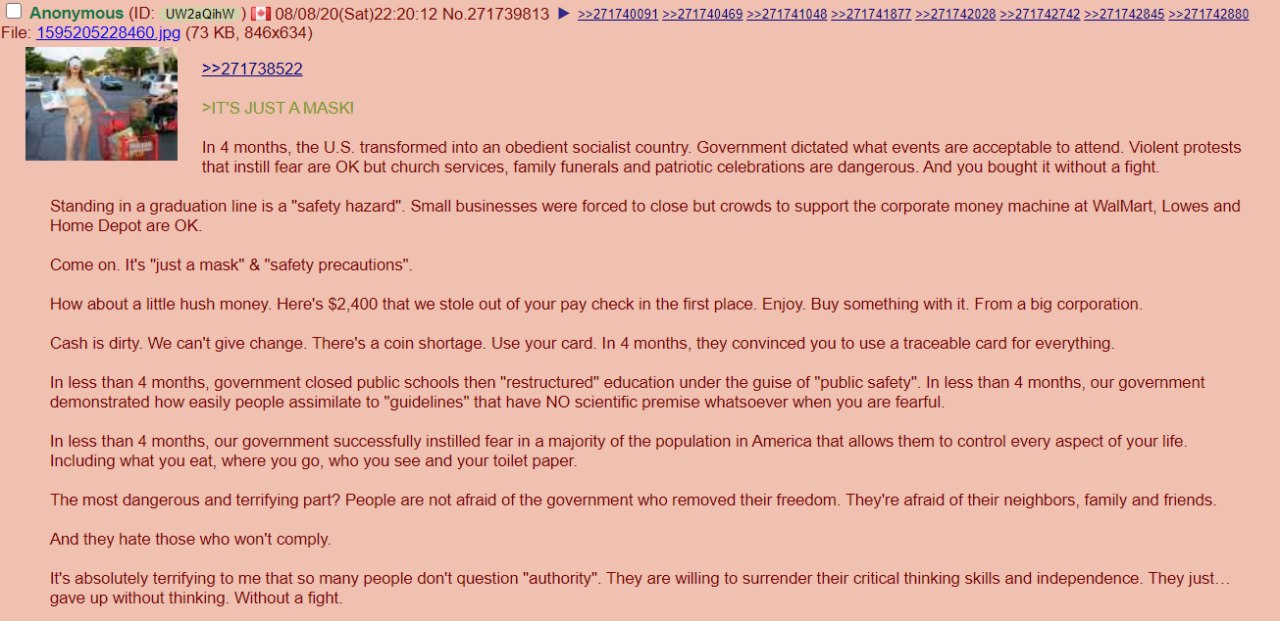 Anonymous (ID: UW2aQihW ) 08/08/20(Sat)22:20:12 No.271739813 ▶ >>271740091 >>271740469 >>271741048 >>271741877 >>271742028 >>271742742 >>271742845 >>271742880
File: 1595205228460.jpg (73 KB, 846x634)
>>271738522
>IT'S JUST A MASK!
In 4 months, the U.S. transformed into an obedient socialist country. Government dictated what events are acceptable to attend. Violent protests
that instill fear are OK but church services, family funerals and patriotic celebrations are dangerous. And you bought it without a fight.
Standing in a graduation line is a "safety hazard". Small businesses were forced to close but crowds to support the corporate money machine at WalMart, Lowes and
Home Depot are OK.
Come on. It's "just a mask" & "safety precautions".
How about a little hush money. Here's $2,400 that we stole out of your pay check in the first place. Enjoy. Buy something with it. From a big corporation.
Cash is dirty. We can't give change. There's a coin shortage. Use your card. In 4 months, they convinced you to use a traceable card for everything.
In less than 4 months, government closed public schools then "restructured" education under the guise of "public safety". In less than 4 months, our government
demonstrated how easily people assimilate to "guidelines" that have NO scientific premise whatsoever when you are fearful.
In less than 4 months, our government successfully instilled fear in a majority of the population in America that allows them to control every aspect of your life.
Including what you eat, where you go, who you see and your toilet paper.
The most dangerous and terrifying part? People are not afraid of the government who removed their freedom. They're afraid of their neighbors, family and friends.
And they hate those who won't comply.
It's absolutely terrifying to me that so many people don't question "authority". They are willing to surrender their critical thinking skills and independence. They just…
gave up without thinking. Without a fight.